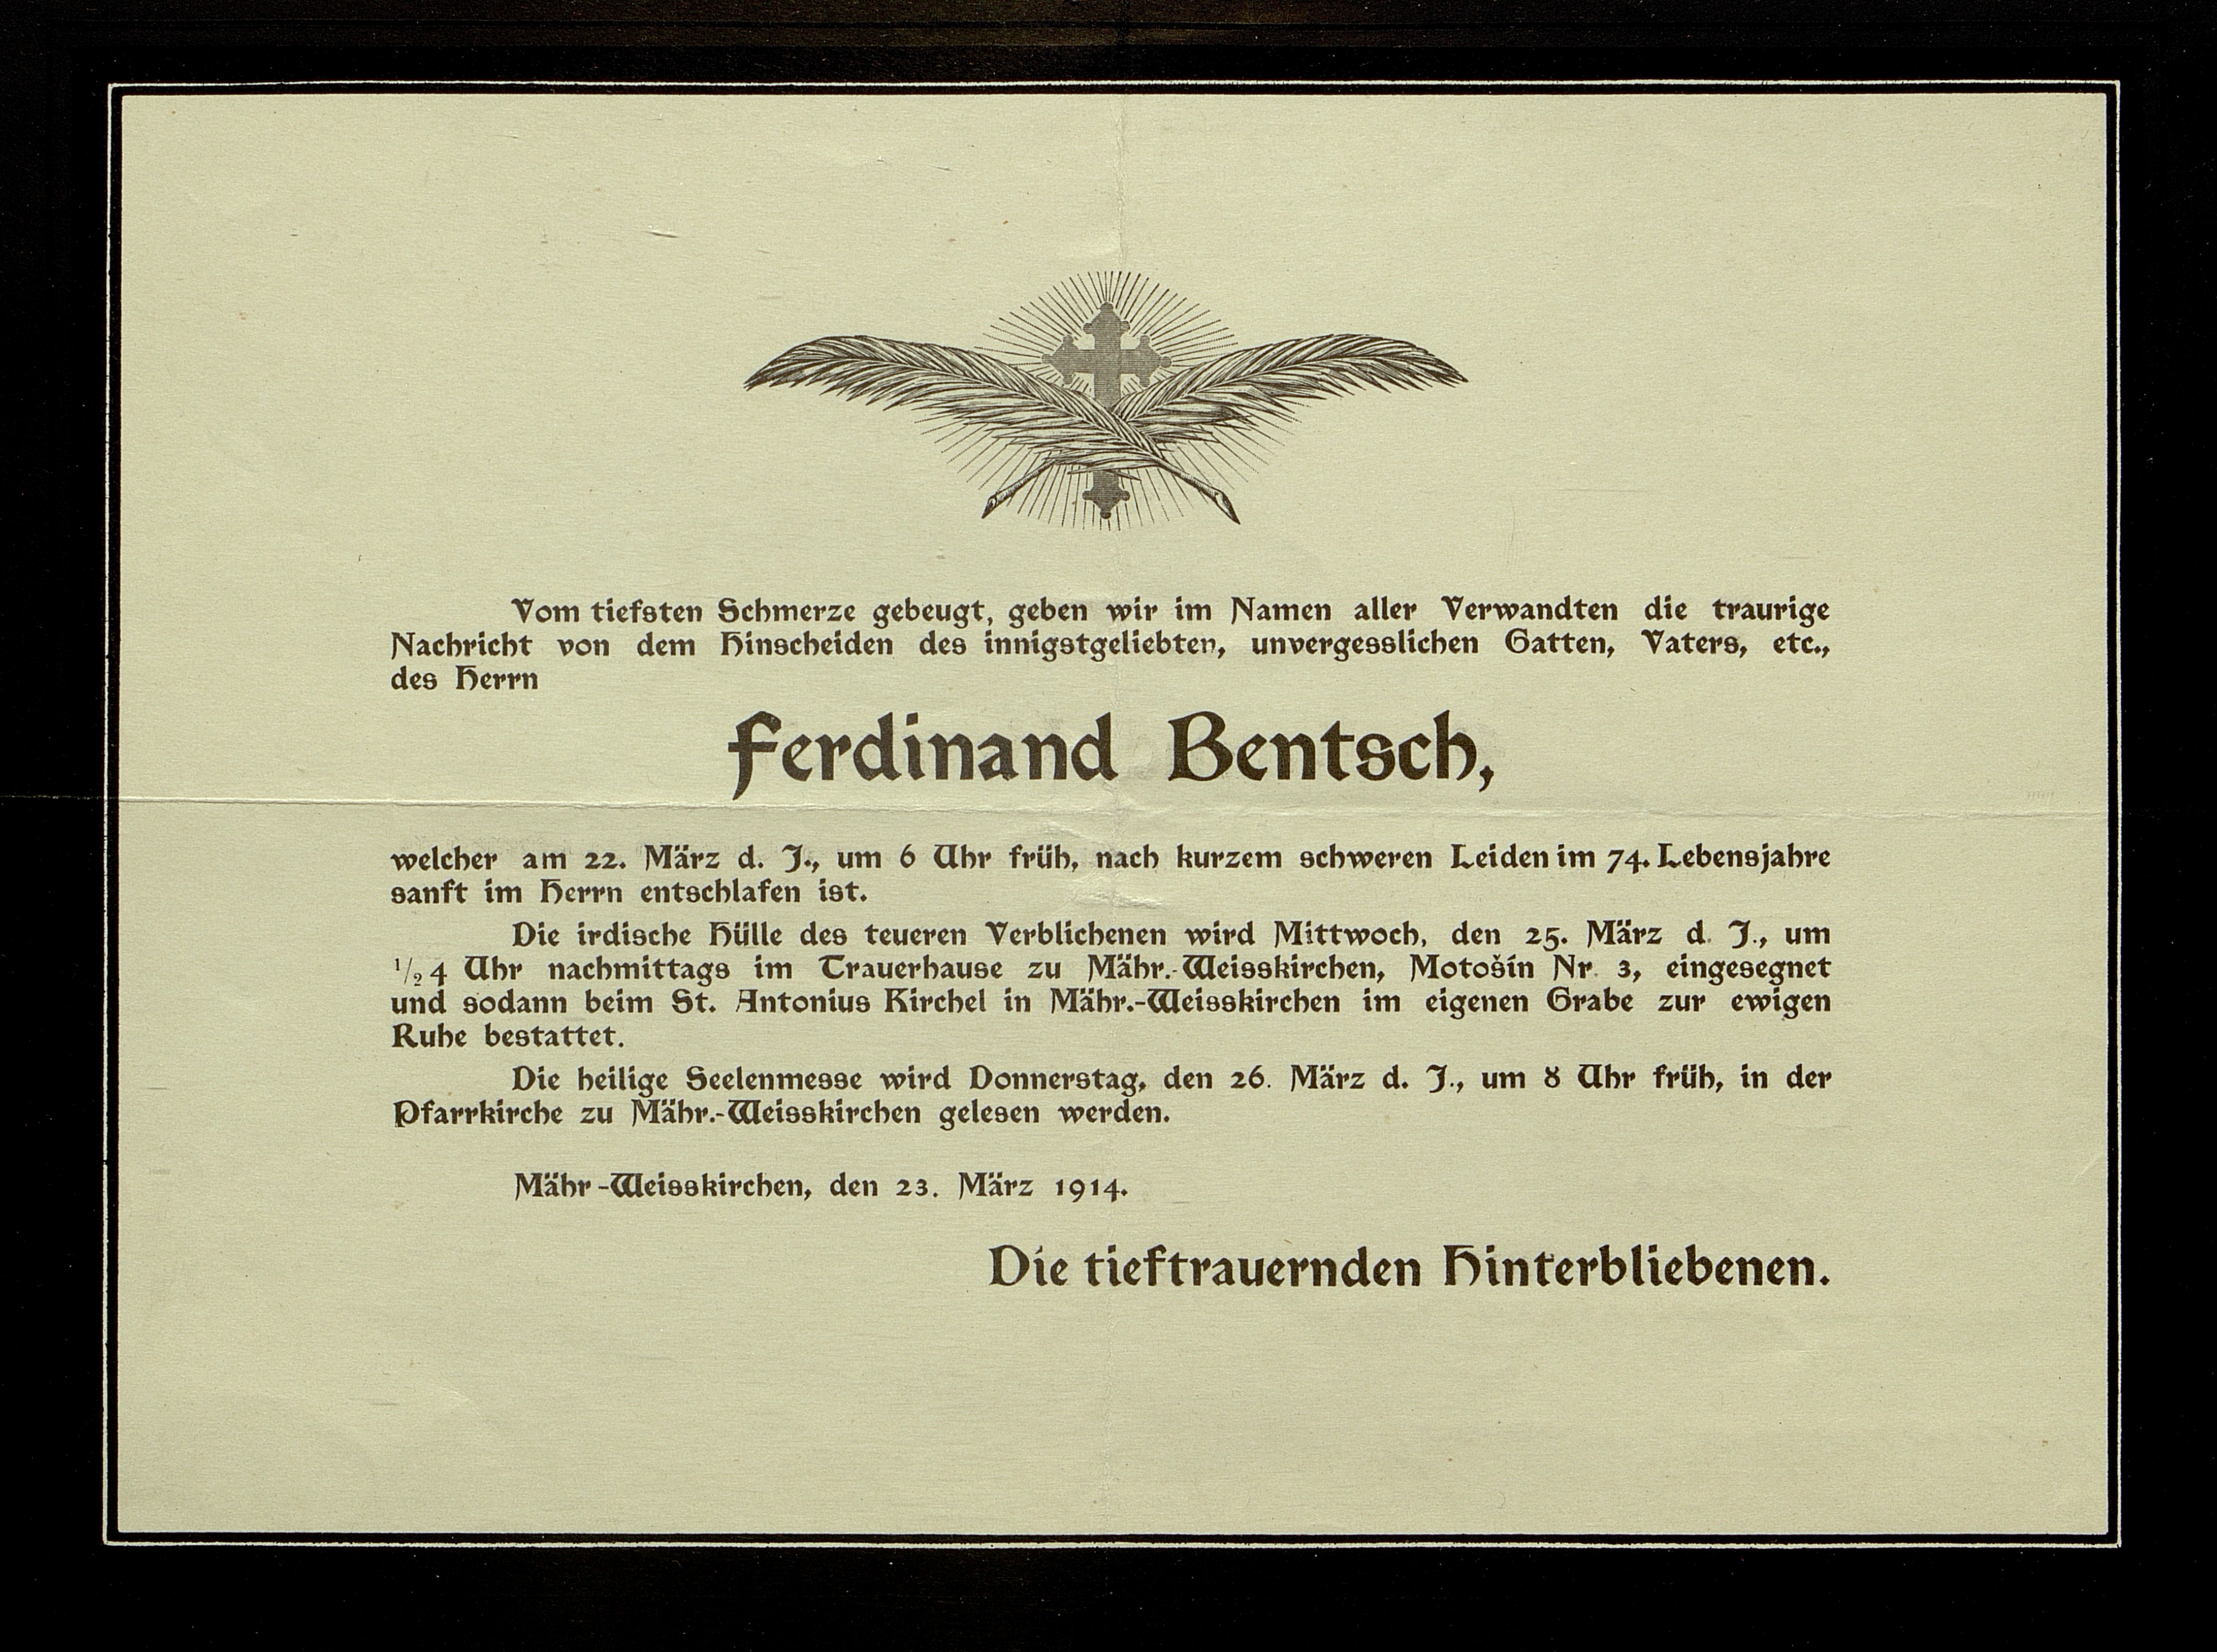 Vom tiefsten Schmerze gebeugt, geben wir im Namen aller Verwandten die traurige
Nachricht von dem Hinscheiden des innigstgeliebten, unvergesslichen Gatten, Vaters, etc.,
des Herrn
Ferdinand Bentsch,
welcher am 22. März d. J., um 6 Uhr früh, nach kurzem schweren Leiden im 74. Lebensjahre
sanft im Herrn entschlafen ist.
Die irdische Hülle des teueren Verblichenen wird Mittwoch, den 25. März d. J., um
1/2 4 Uhr nachmittags im Trauerhause zu Mähr.-Weisskirchen, Motošín Nr. 3, eingesegnet
und sodann beim St. Antonius Kirchel in Mähr.-Weisskirchen im eigenen Grabe zur ewigen
Ruhe bestattet.
Die heilige Seelenmesse wird Donnerstag, den 26. März d. J., um 8 Uhr früh, in der
Pfarrkirche zu Mähr.-Weisskirchen gelesen werden.
Mähr -Weisskirchen, den 23. März 1914.
Die tieftrauernden Hinterbliebenen.